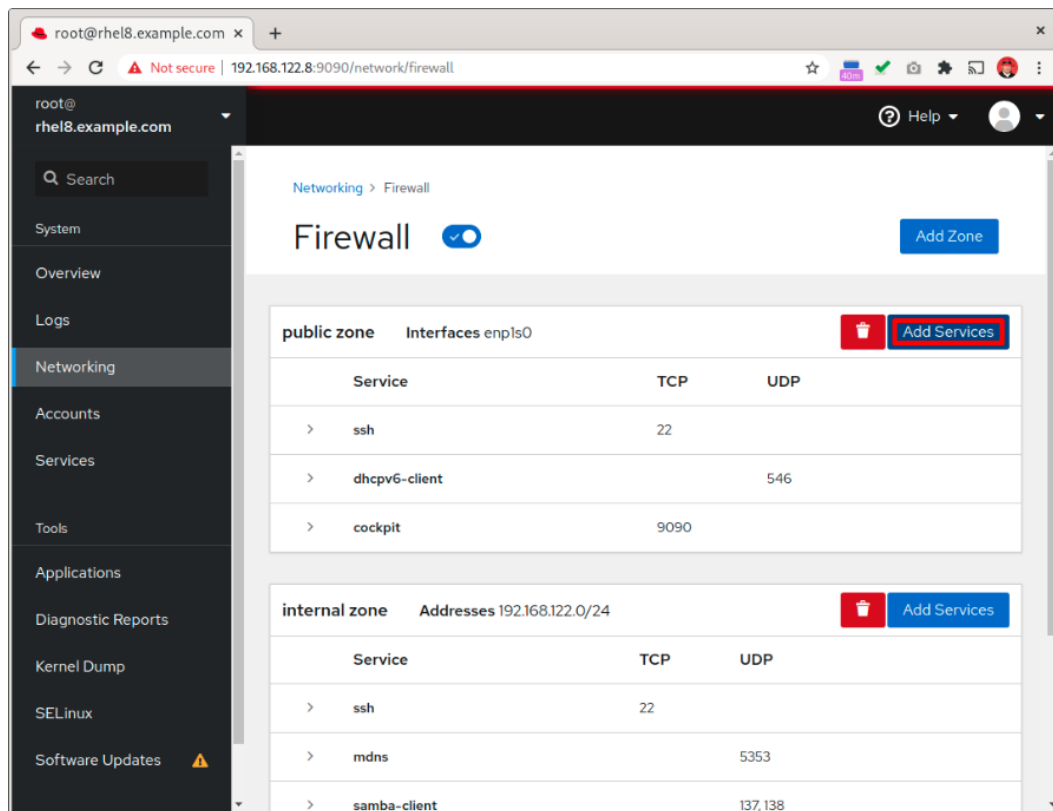 root@rhel8.example.com × +
×
Not secure | 192.168.122.8:9090/network/firewall
40m
root@
rhel8.example.com
Help
Search
System
Overview
Logs
Networking
Accounts
Services
Tools
Applications
Diagnostic Reports
Kernel Dump
SELinux
Software Updates
Networking > Firewall
Firewall
Add Zone
public zone Interfaces enp1s0 Add Services
Service TCP UDP
ssh 22
dhcpv6-client 546
cockpit 9090
internal zone Addresses 192.168.122.0/24 Add Services
Service TCP UDP
ssh 22
mdns 5353
samba-client 137, 138